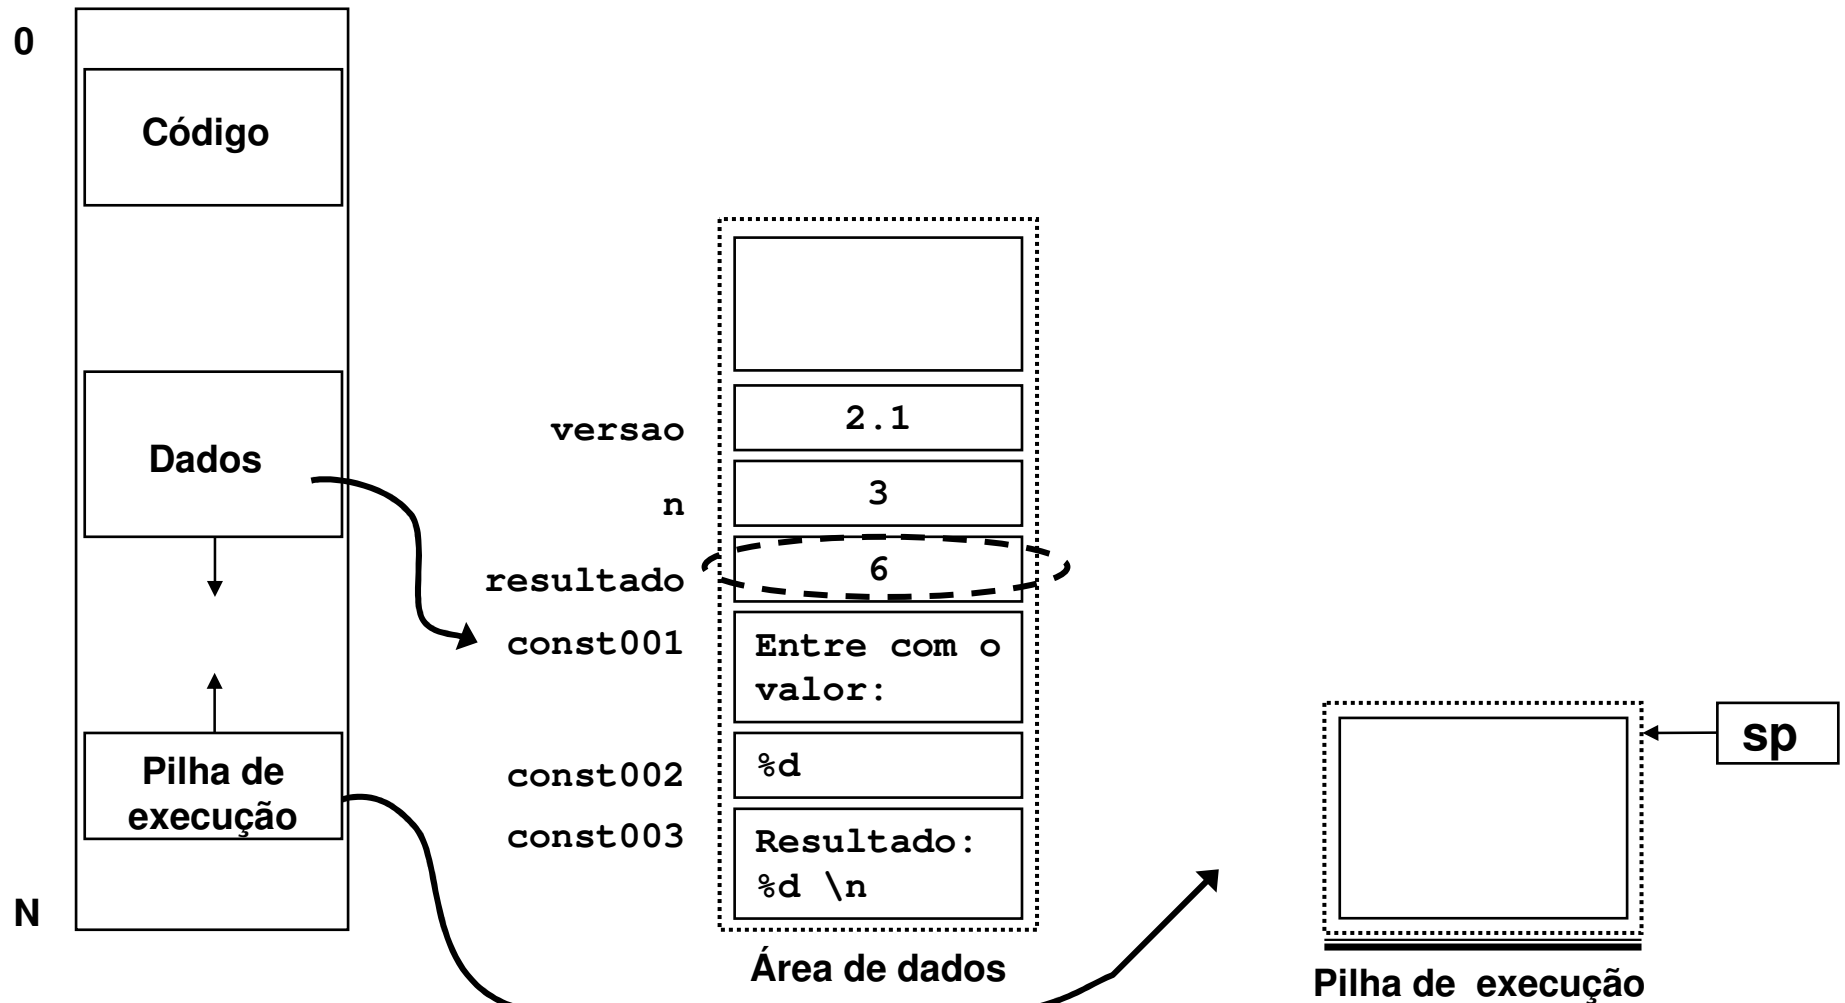 0
Código
Dados
Pilha de
execução
N
versao
2.1
n
3
resultado
6
const001
Entre com o
valor:
const002
%d
const003
Resultado:
%d \n
Área de dados
sp
Pilha de execução